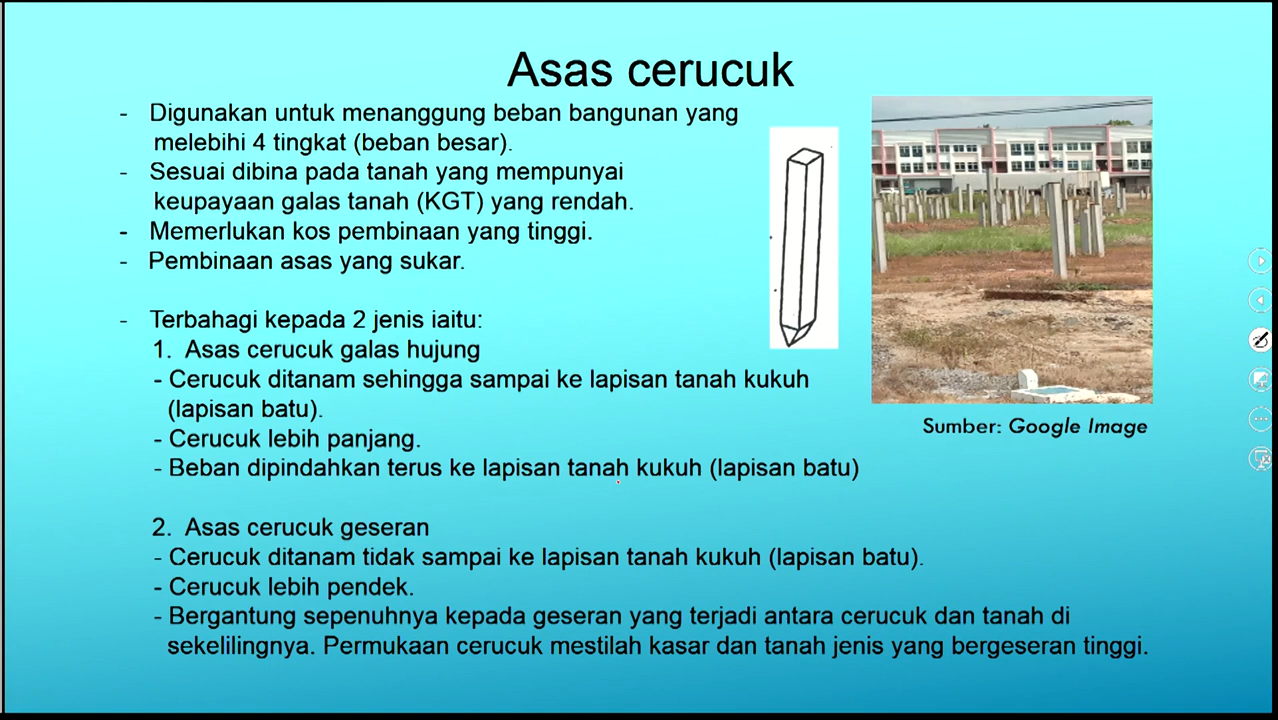 Asas cerucuk
- Digunakan untuk menanggung beban bangunan yang
melebihi 4 tingkat (beban besar).
- Sesuai dibina pada tanah yang mempunyai
keupayaan galas tanah (KGT) yang rendah.
- Memerlukan kos pembinaan yang tinggi.
- Pembinaan asas yang sukar.
- Terbahagi kepada 2 jenis iaitu:
1. Asas cerucuk galas hujung
- Cerucuk ditanam sehingga sampai ke lapisan tanah kukuh
(lapisan batu).
- Cerucuk lebih panjang.
- Beban dipindahkan terus ke lapisan tanah kukuh (lapisan batu)
2. Asas cerucuk geseran
- Cerucuk ditanam tidak sampai ke lapisan tanah kukuh (lapisan batu).
- Cerucuk lebih pendek.
- Bergantung sepenuhnya kepada geseran yang terjadi antara cerucuk dan tanah di
sekelilingnya. Permukaan cerucuk mestilah kasar dan tanah jenis yang bergeseran tinggi.
Sumber: Google Image